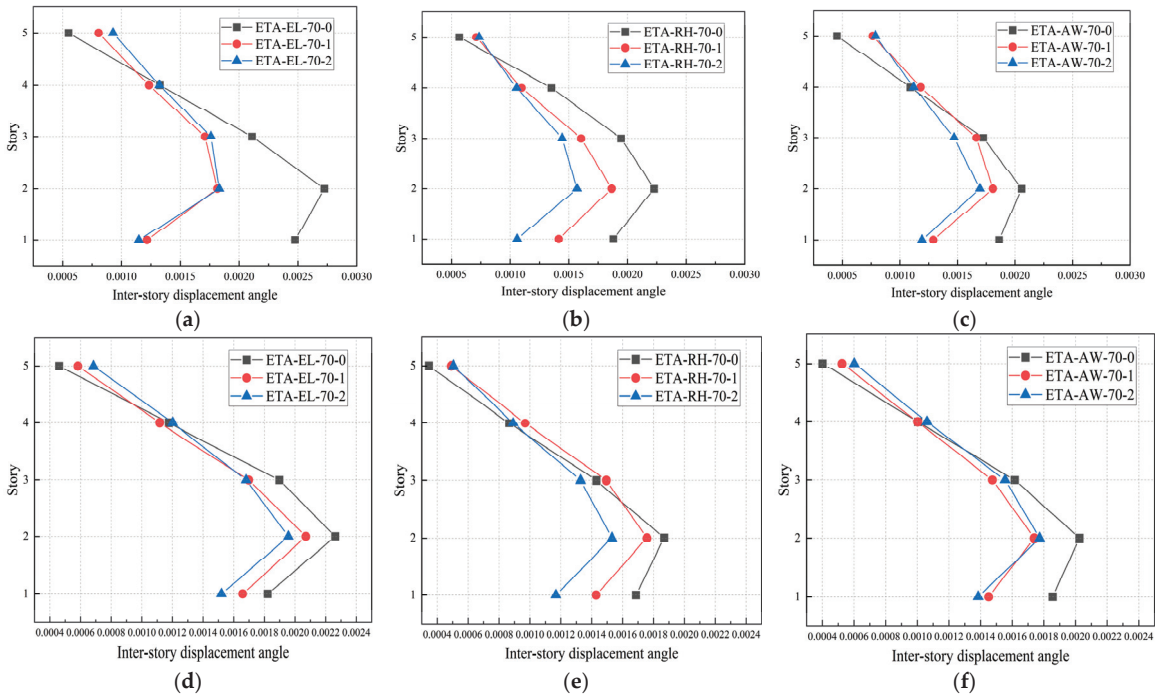 ETA-EL-70-0
ETA-EL-70-1
ETA-EL-70-2
5
4
3
2
1
Story
0.0005 0.0010 0.0015 0.0020 0.0025 0.0030
Inter-story displacement angle
(a)
ETA-RH-70-0
ETA-RH-70-1
ETA-RH-70-2
5
4
3
2
1
Story
0.0005 0.0010 0.0015 0.0020 0.0025 0.0030
Inter-story displacement angle
(b)
ETA-AW-70-0
ETA-AW-70-1
ETA-AW-70-2
5
4
3
2
1
Story
0.0005 0.0010 0.0015 0.0020 0.0025 0.0030
Inter-story displacement angle
(c)
ETA-EL-70-0
ETA-EL-70-1
ETA-EL-70-2
5
4
3
2
1
Story
0.0004 0.0006 0.0008 0.0010 0.0012 0.0014 0.0016 0.0018 0.0020 0.0022 0.0024
Inter-story displacement angle
(d)
ETA-RH-70-0
ETA-RH-70-1
ETA-RH-70-2
5
4
3
2
1
Story
0.0004 0.0006 0.0008 0.0010 0.0012 0.0014 0.0016 0.0018 0.0020 0.0022 0.0024
Inter-story displacement angle
(e)
ETA-AW-70-0
ETA-AW-70-1
ETA-AW-70-2
5
4
3
2
1
Story
0.0004 0.0006 0.0008 0.0010 0.0012 0.0014 0.0016 0.0018 0.0020 0.0022 0.0024
Inter-story displacement angle
(f)